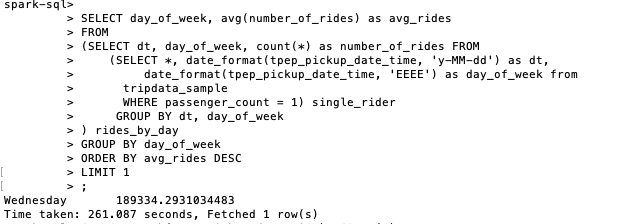 spark-sql>
> SELECT day_of_week, avg(number_of_rides) as avg_rides
> FROM
> (SELECT dt, day_of_week, count(*) as number_of_rides FROM
> (SELECT *, date_format(tpep_pickup_date_time, 'y-MM-dd') as dt,
> date_format(tpep_pickup_date_time, 'EEEE') as day_of_week from
> tripdata_sample
> WHERE passenger_count = 1) single_rider
> GROUP BY dt, day_of_week
> ) rides_by_day
> GROUP BY day_of_week
> ORDER BY avg_rides DESC
[ > LIMIT 1
[ > ;
Wednesday 189334.2931034483
Time taken: 261.087 seconds, Fetched 1 row(s)